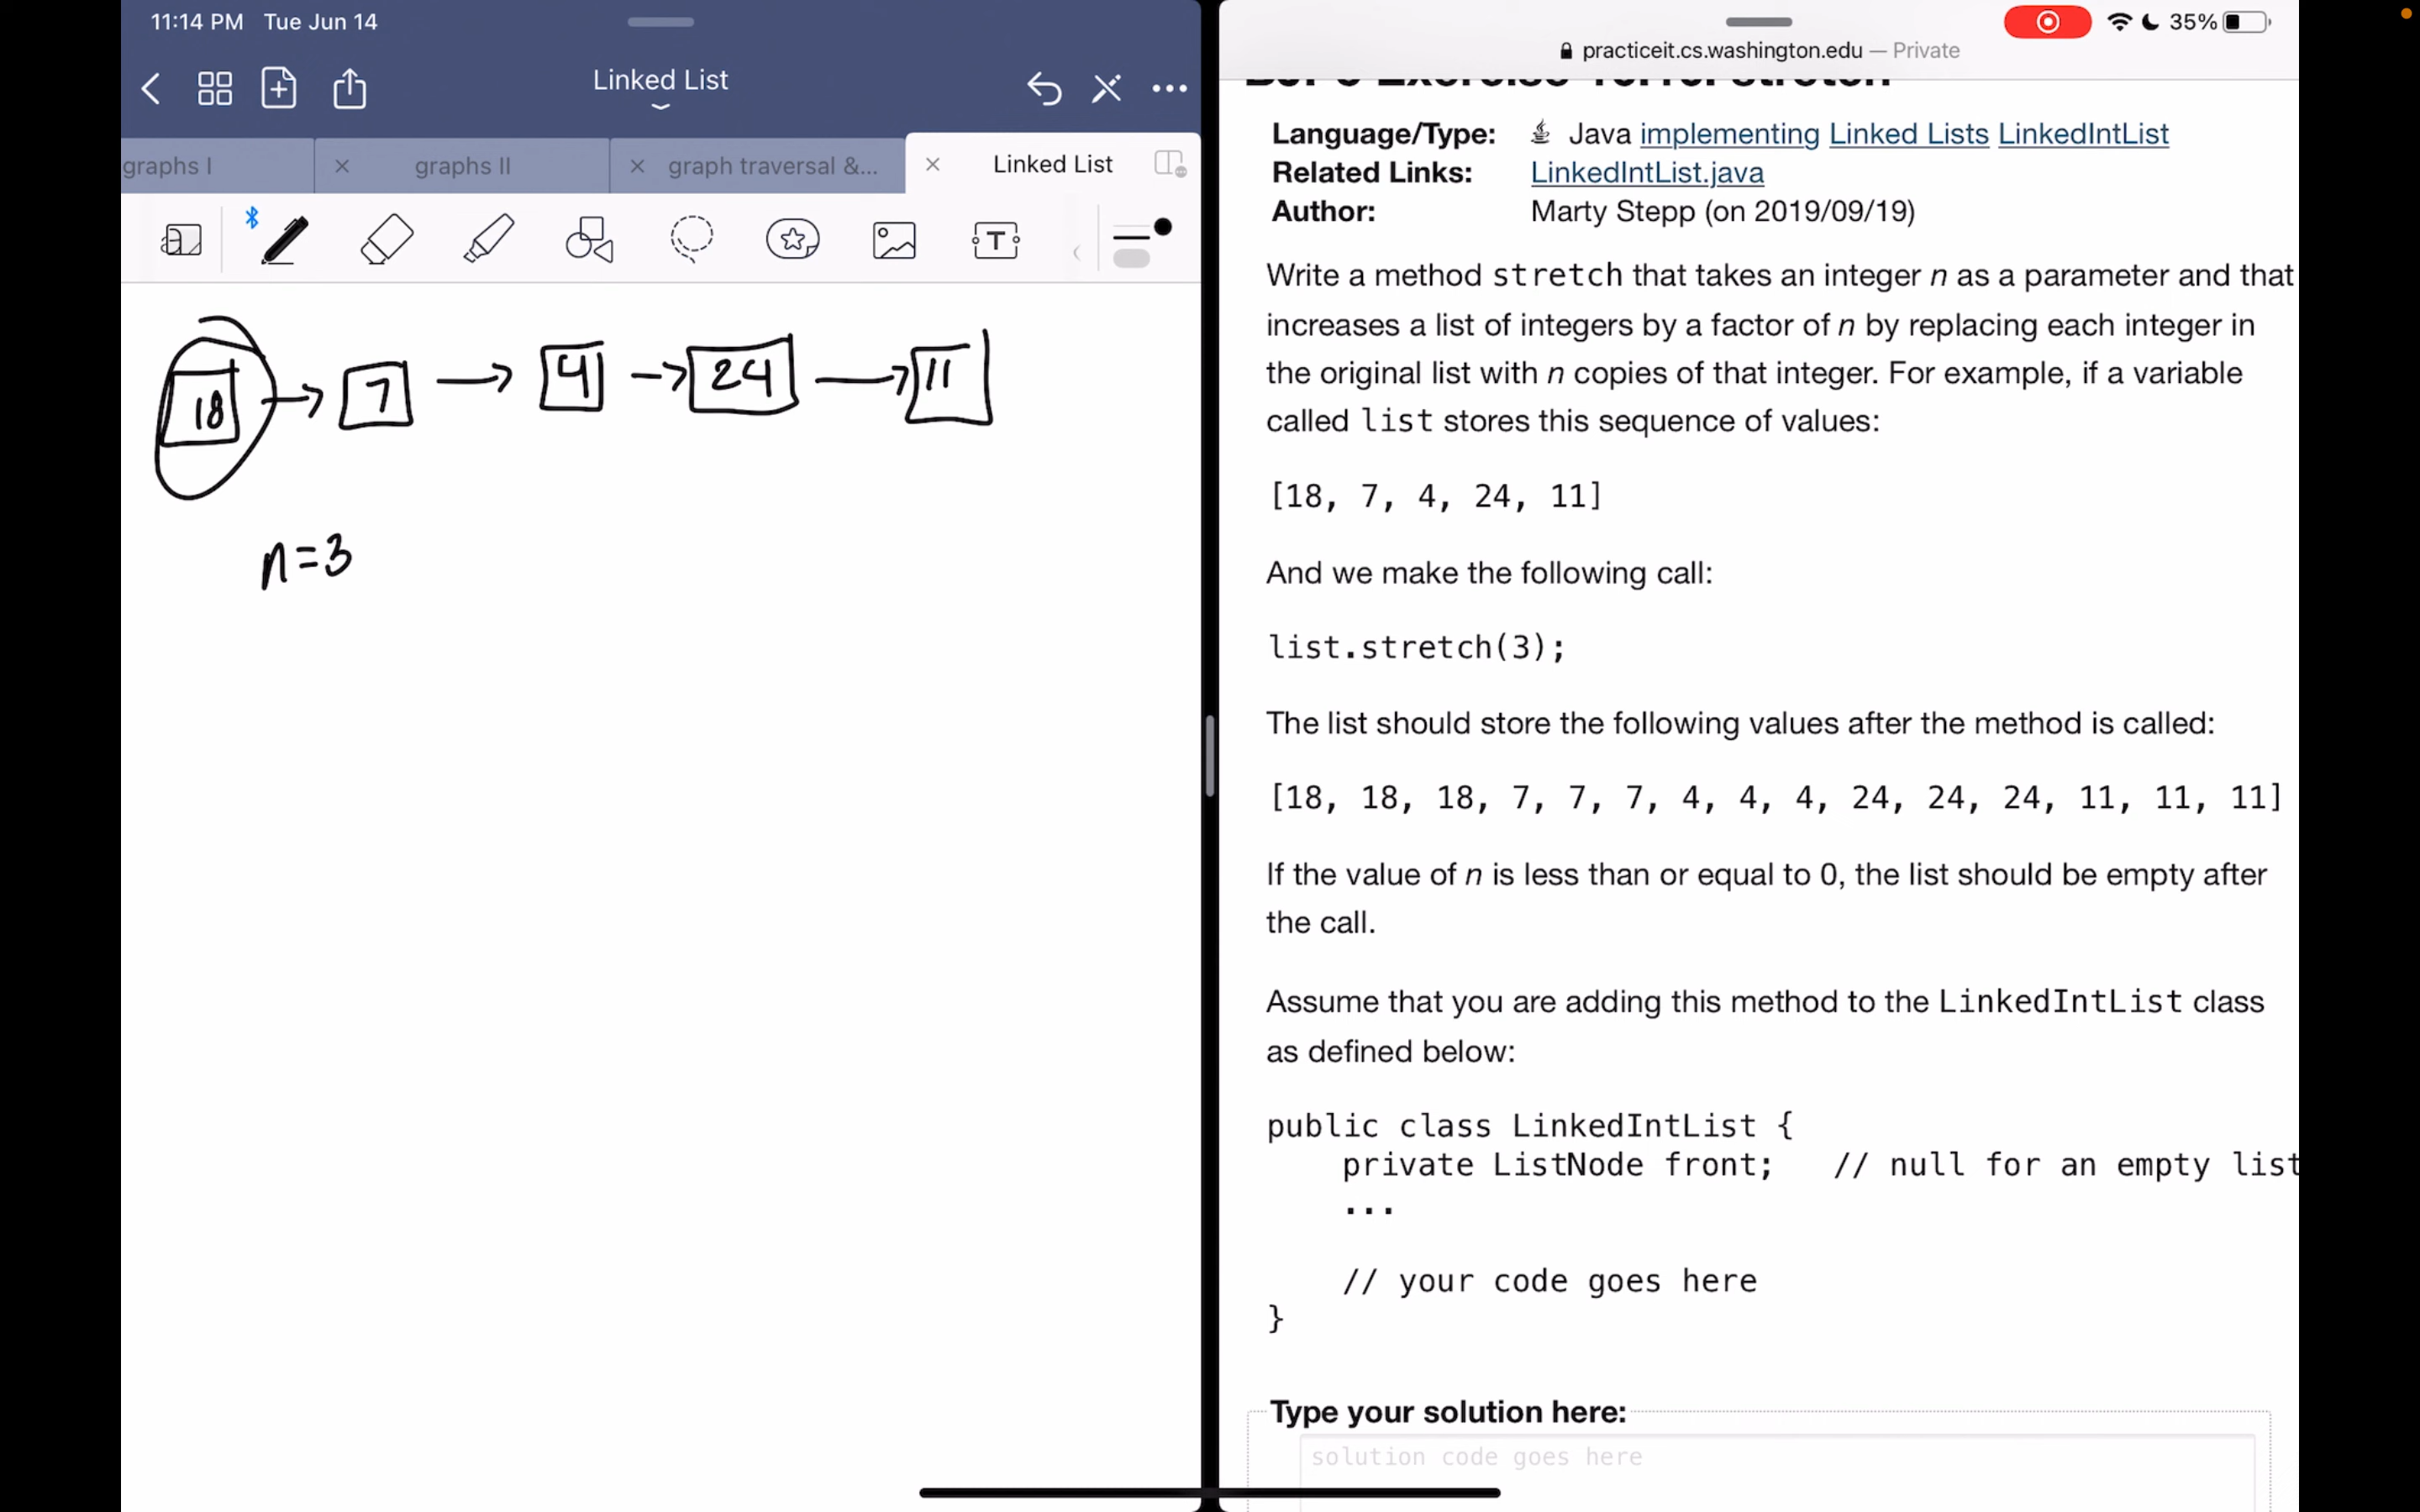 11:14 PM Tue Jun 14
Linked List
graphs I
graphs II
graph traversal &...
Linked List
18 → 7 → 4 → 24 → 11
n=3
35%
practiceit.cs.washington.edu — Private
Language/Type: Java implementing Linked Lists LinkedIntList
Related Links: LinkedIntList.java
Author: Marty Stepp (on 2019/09/19)
Write a method stretch that takes an integer n as a parameter and that
increases a list of integers by a factor of n by replacing each integer in
the original list with n copies of that integer. For example, if a variable
called list stores this sequence of values:
[18, 7, 4, 24, 11]
And we make the following call:
list.stretch(3);
The list should store the following values after the method is called:
[18, 18, 18, 7, 7, 7, 4, 4, 4, 24, 24, 24, 11, 11, 11]
If the value of n is less than or equal to 0, the list should be empty after
the call.
Assume that you are adding this method to the LinkedIntList class
as defined below:
public class LinkedIntList {
private ListNode front; // null for an empty list
...
// your code goes here
}
Type your solution here:
solution code goes here